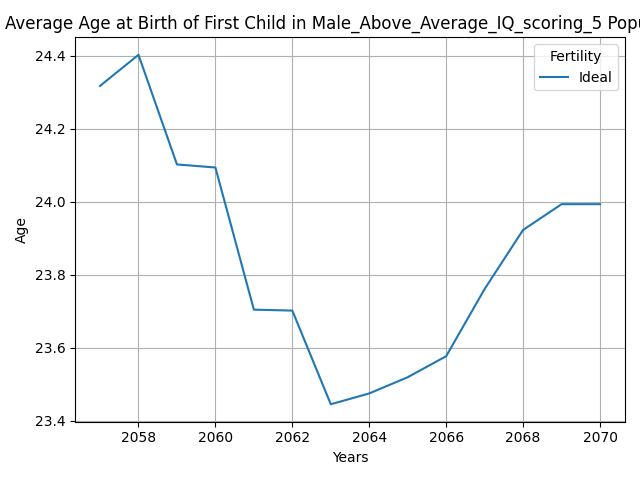 Average Age at Birth of First Child in Male_Above_Average_IQ_scoring_5
Fertility
Ideal
24.4
24.2
24.0
23.8
23.6
23.4
Age
2058 2060 2062 2064 2066 2068 2070
Years